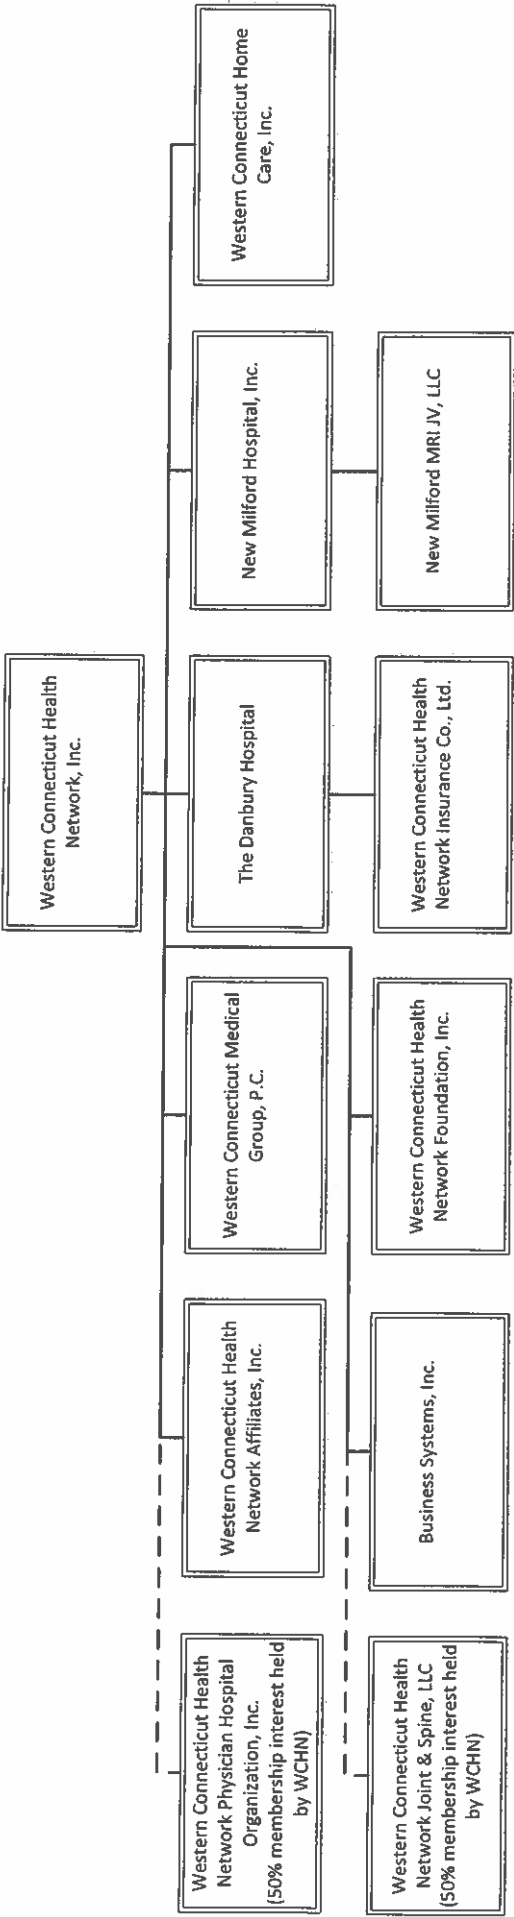 Western Connecticut Health
Network, Inc.
Western Connecticut Health
Network Physician Hospital
Organization, Inc.
(50% membership interest held
by WCHN)
Western Connecticut Health
Network Affiliates, Inc.
Western Connecticut Medical
Group, P.C.
The Danbury Hospital
New Milford Hospital, Inc.
Western Connecticut Home
Care, Inc.
Western Connecticut Health
Network Joint & Spine, LLC
(50% membership interest held
by WCHN)
Business Systems, Inc.
Western Connecticut Health
Network Foundation, Inc.
Western Connecticut Health
Network Insurance Co., Ltd.
New Milford MRI JV, LLC